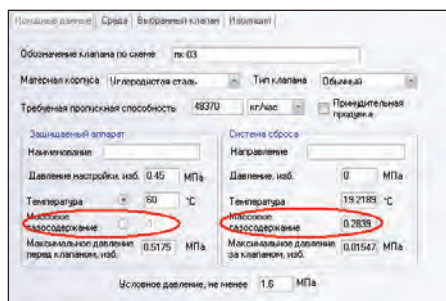 Исходные данные Среда Выбранный клапан Изоляция
Обозначение клапана по схеме пк-03
Материал корпуса Углеродистая сталь Тип клапана Обычный
Требуемая пропускная способность 48370 кг/час Принудительная продувка
Защищаемый аппарат Система сброса
Наименование Направление
Давление настройки, изб. 0.45 МПа Давление, изб. 0 МПа
Температура 60 °C Температура 19.2189 °C
Массовое газосодержание Массовое газосодержание 0.2839
Максимальное давление перед клапаном, изб. 0.5175 МПа Максимальное давление за клапаном, изб. 0.01547 МПа
Условное давление, не менее 1.6 МПа